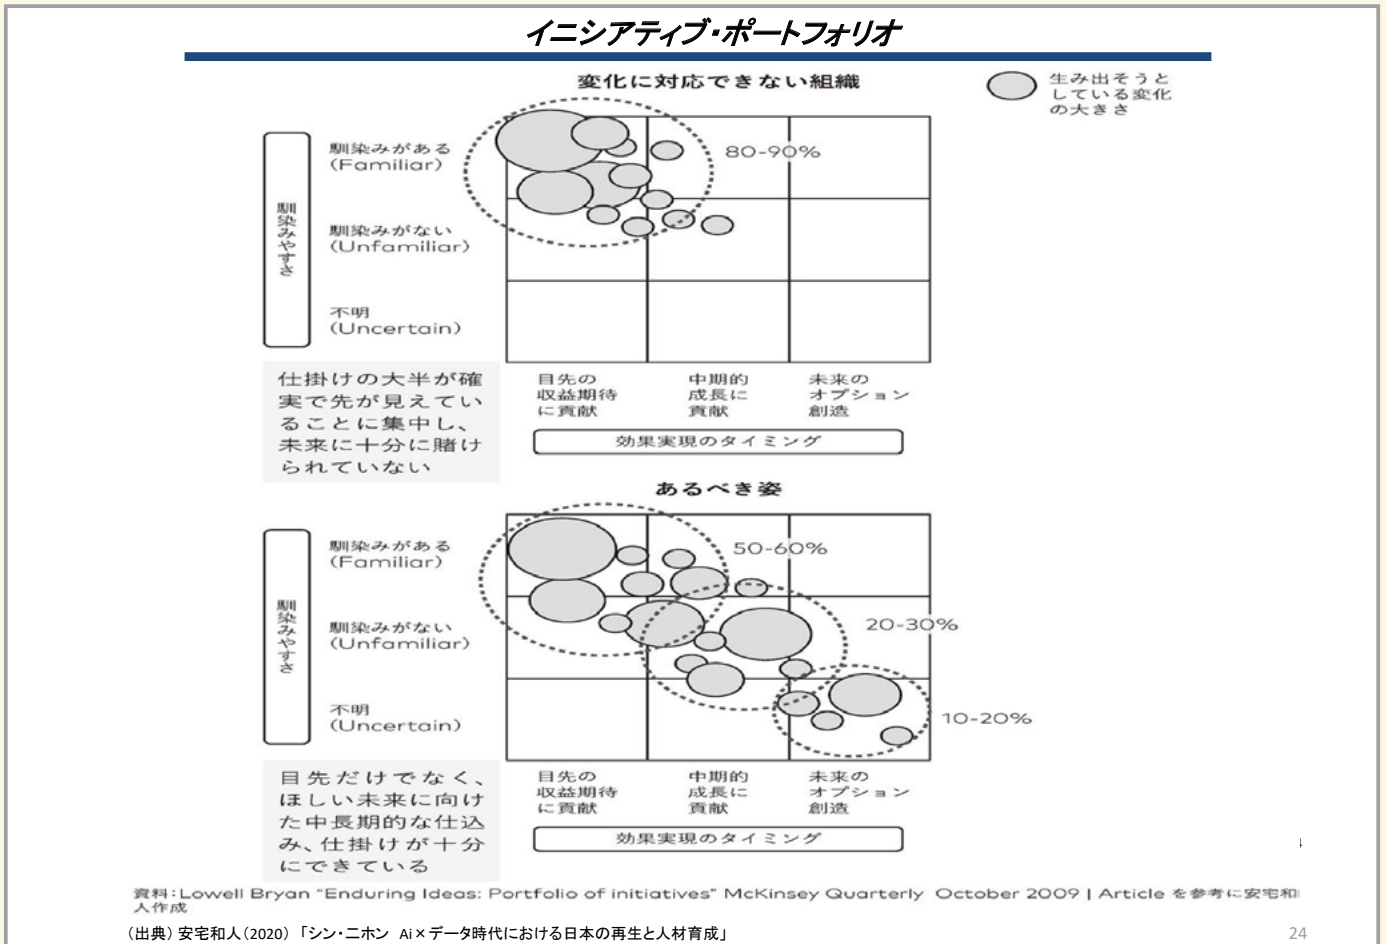 イニシアティブ・ポートフォリオ
変化に対応できない組織
生み出そうと
している変化
の大きさ
馴染みやすさ
馴染みがある
(Familiar)
馴染みがない
(Unfamiliar)
不明
(Uncertain)
80-90%
仕掛けの大半が確
実で先が見えてい
ることに集中し、
未来に十分に賭け
られていない
目先の
収益期待
に貢献
中期的
成長に
貢献
未来の
オプション
創造
効果実現のタイミング
あるべき姿
馴染みやすさ
馴染みがある
(Familiar)
馴染みがない
(Unfamiliar)
不明
(Uncertain)
50-60%
20-30%
10-20%
目先だけでなく、
ほしい未来に向け
た中長期的な仕込
み、仕掛けが十分
にできている
目先の
収益期待
に貢献
中期的
成長に
貢献
未来の
オプション
創造
効果実現のタイミング
資料:Lowell Bryan "Enduring Ideas: Portfolio of initiatives" McKinsey Quarterly October 2009 | Article を参考に安宅和
人作成
(出典) 安宅和人(2020) 「シン・ニホン Ai×データ時代における日本の再生と人材育成」
24